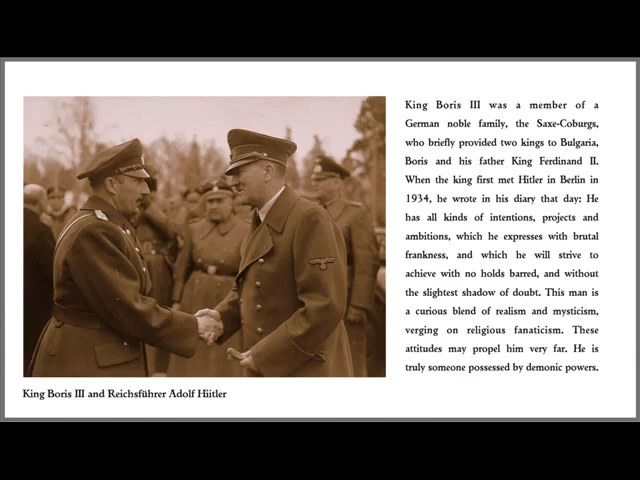 King Boris III was a member of a
German noble family, the Saxe-Coburgs,
who briefly provided two kings to Bulgaria,
Boris and his father King Ferdinand II.
When the king first met Hitler in Berlin in
1934, he wrote in his diary that day: He
has all kinds of intentions, projects and
ambitions, which he expresses with brutal
frankness, and which he will strive to
achieve with no holds barred, and without
the slightest shadow of doubt. This man is
a curious blend of realism and mysticism,
verging on religious fanaticism. These
attitudes may propel him very far. He is
truly someone possessed by demonic powers.
King Boris III and Reichsführer Adolf Hiitler